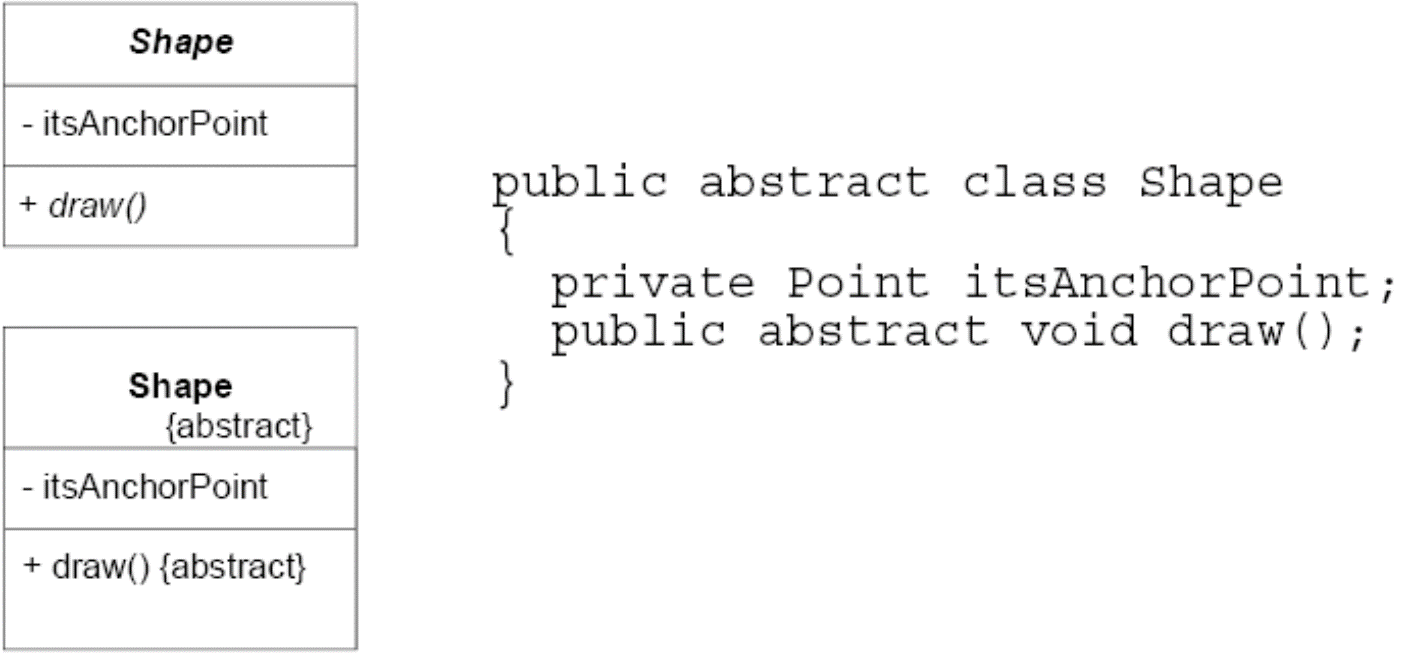 Shape
- itsAnchorPoint
+ draw()
Shape
{abstract}
- itsAnchorPoint
+ draw() {abstract}
public abstract class Shape
{
private Point itsAnchorPoint;
public abstract void draw();
}